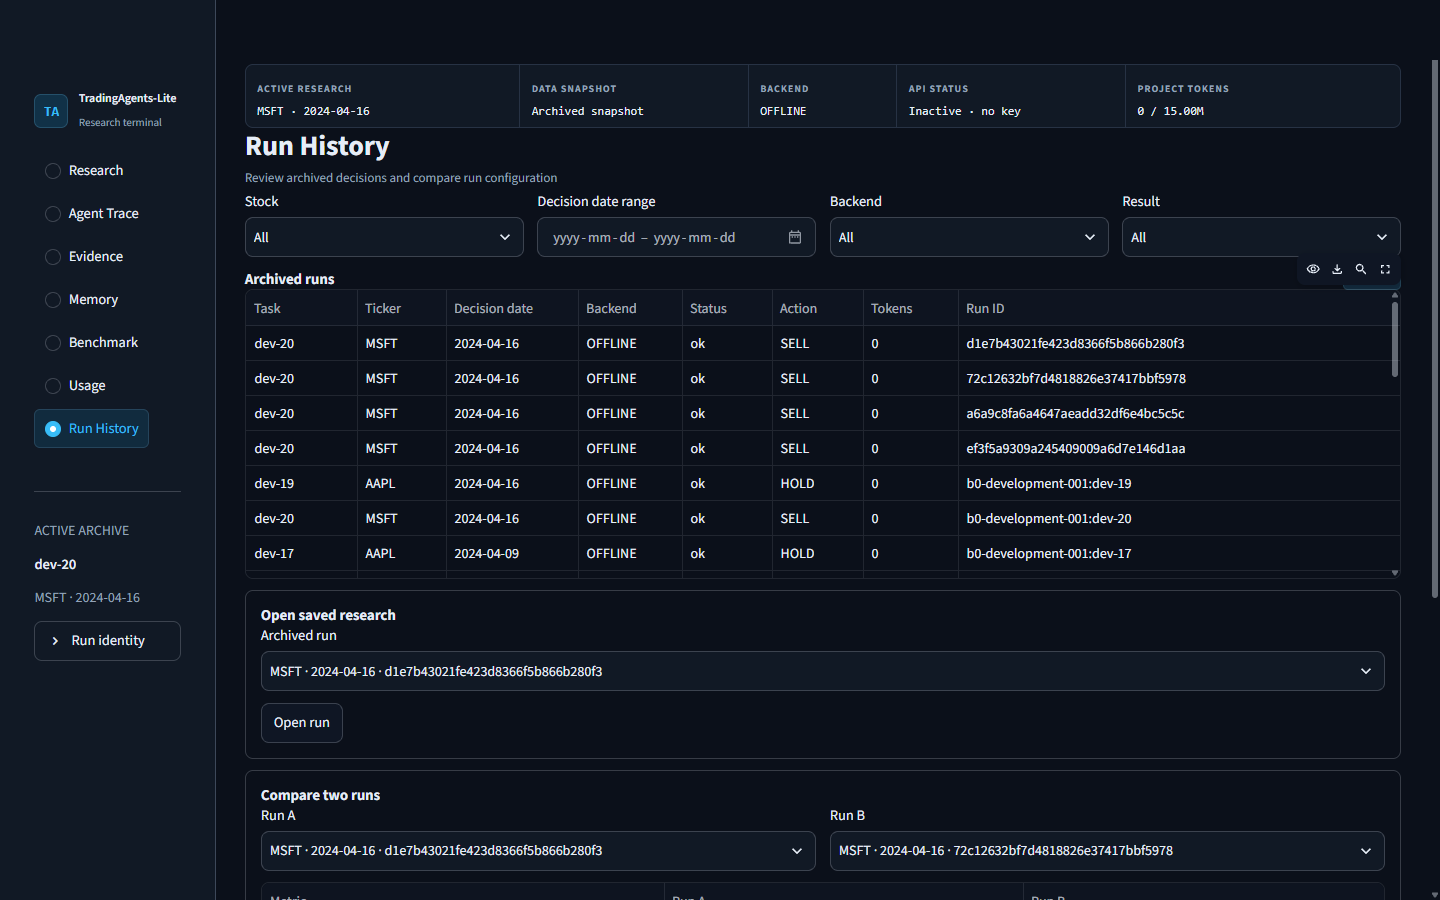 TA
TradingAgents-Lite
Research terminal
Research
Agent Trace
Evidence
Memory
Benchmark
Usage
Run History
ACTIVE ARCHIVE
dev-20
MSFT · 2024-04-16
Run identity
ACTIVE RESEARCH DATA SNAPSHOT BACKEND API STATUS PROJECT TOKENS
MSFT · 2024-04-16 Archived snapshot OFFLINE Inactive · no key 0 / 15.00M
Run History
Review archived decisions and compare run configuration
Stock Decision date range Backend Result
All yyyy-mm-dd – yyyy-mm-dd All All
Archived runs
Task Ticker Decision date Backend Status Action Tokens Run ID
dev-20 MSFT 2024-04-16 OFFLINE ok SELL 0 d1e7b43021fe423d8366f5b866b280f3
dev-20 MSFT 2024-04-16 OFFLINE ok SELL 0 72c12632bf7d4818826e37417bbf5978
dev-20 MSFT 2024-04-16 OFFLINE ok SELL 0 a6a9c8fa6a4647aeadd32df6e4bc5c5c
dev-20 MSFT 2024-04-16 OFFLINE ok SELL 0 ef3f5a9309a245409009a6d7e146d1aa
dev-19 AAPL 2024-04-16 OFFLINE ok HOLD 0 b0-development-001:dev-19
dev-20 MSFT 2024-04-16 OFFLINE ok SELL 0 b0-development-001:dev-20
dev-17 AAPL 2024-04-09 OFFLINE ok HOLD 0 b0-development-001:dev-17
Open saved research
Archived run
MSFT · 2024-04-16 · d1e7b43021fe423d8366f5b866b280f3
Open run
Compare two runs
Run A Run B
MSFT · 2024-04-16 · d1e7b43021fe423d8366f5b866b280f3 MSFT · 2024-04-16 · 72c12632bf7d4818826e37417bbf5978